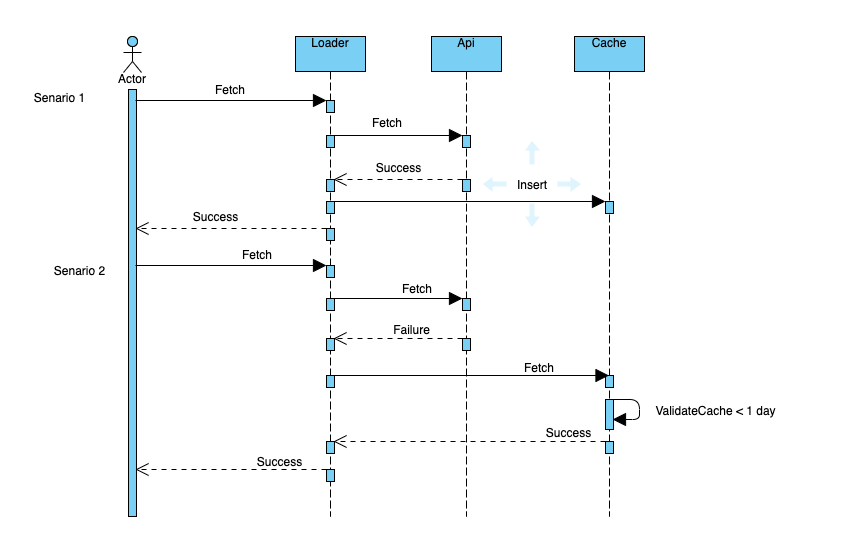 Loader
Api
Cache
Actor
Senario 1
Fetch
Fetch
Success
Insert
Success
Fetch
Senario 2
Fetch
Failure
Fetch
ValidateCache < 1 day
Success
Success